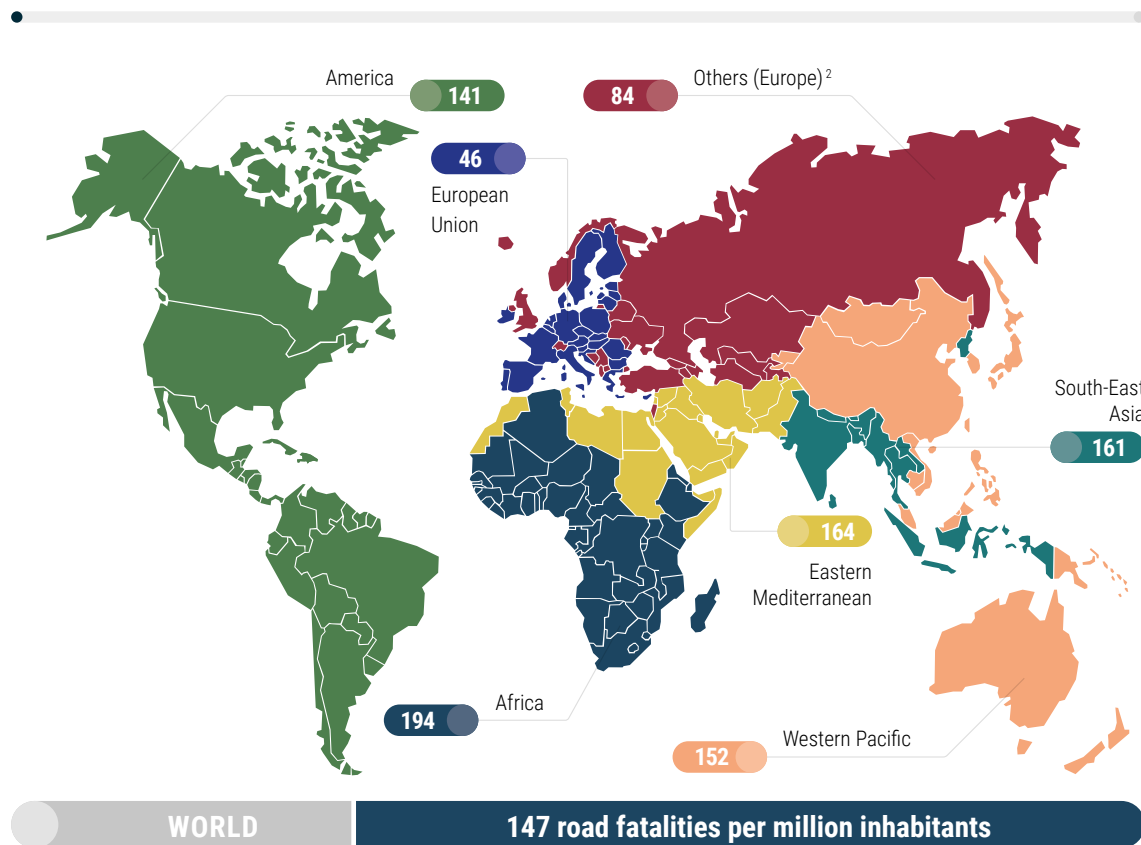 America
141
84
Others (Europe) 2
46
European
Union
South-East
Asia
161
164
Eastern
Mediterranean
194
Africa
152
Western Pacific
WORLD
147 road fatalities per million inhabitants